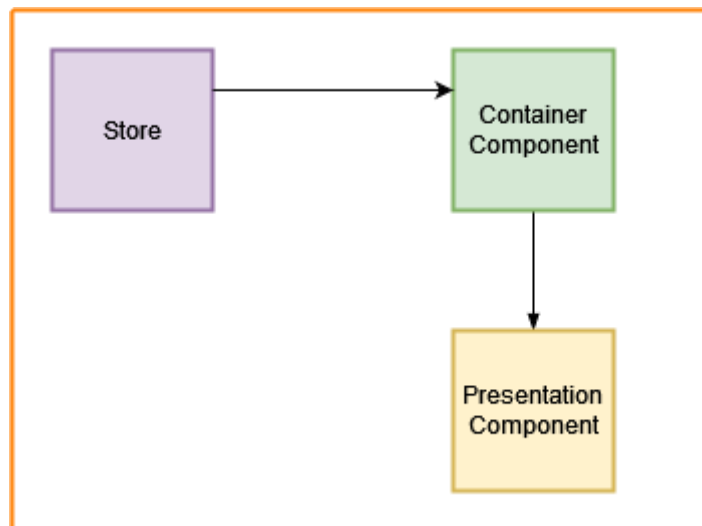 Store
Container
Component
Presentation
Component